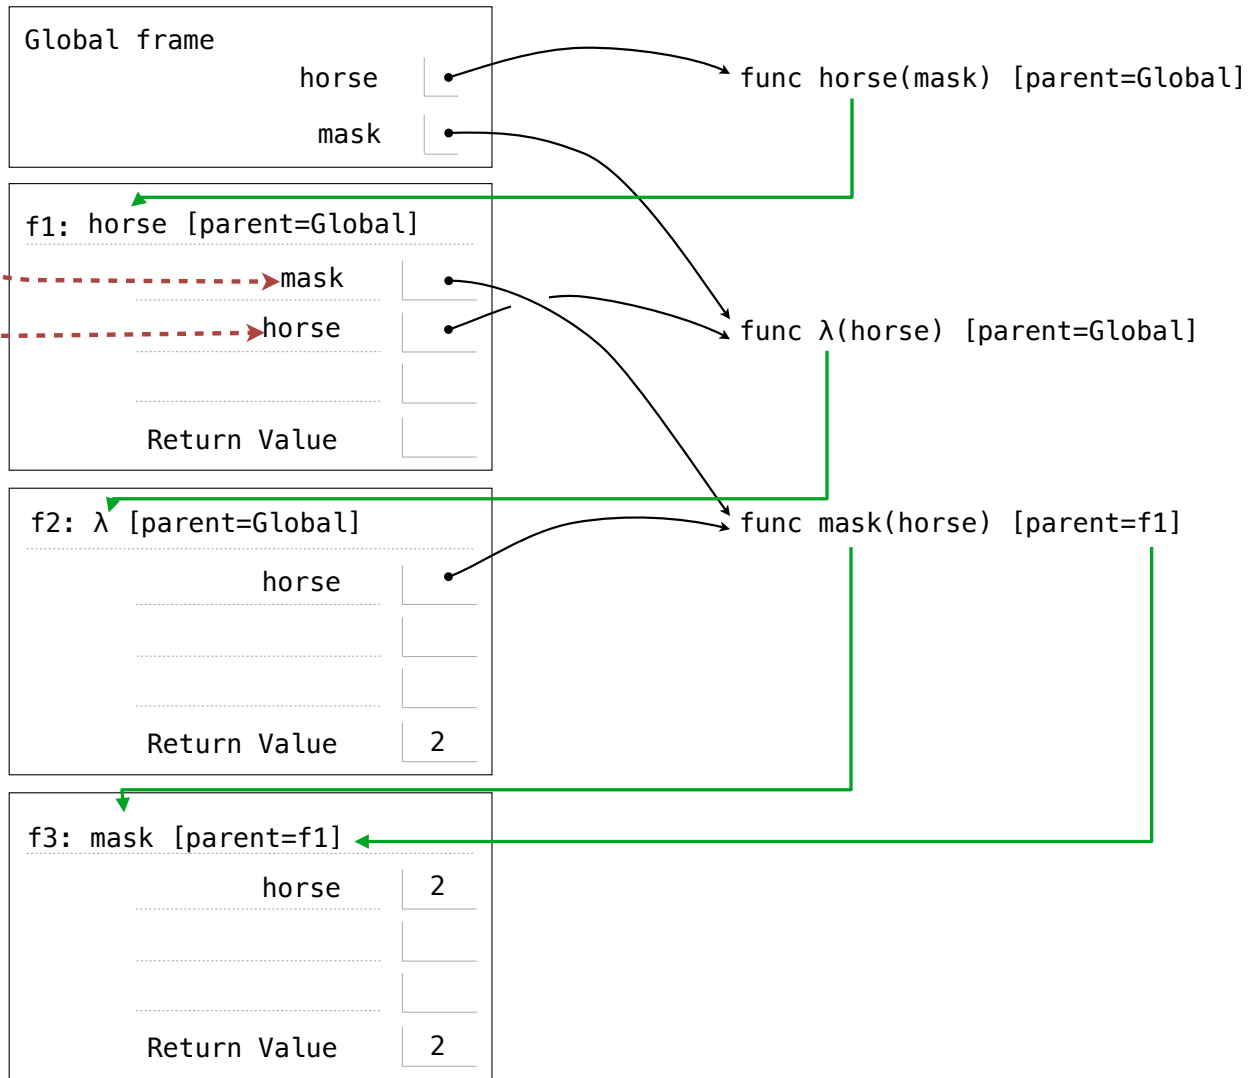 Global frame
horse
func horse(mask) [parent=Global]
mask
f1: horse [parent=Global]
mask
horse
func λ(horse) [parent=Global]
Return Value
f2: λ [parent=Global]
func mask(horse) [parent=f1]
horse
Return Value 2
f3: mask [parent=f1]
horse 2
Return Value 2